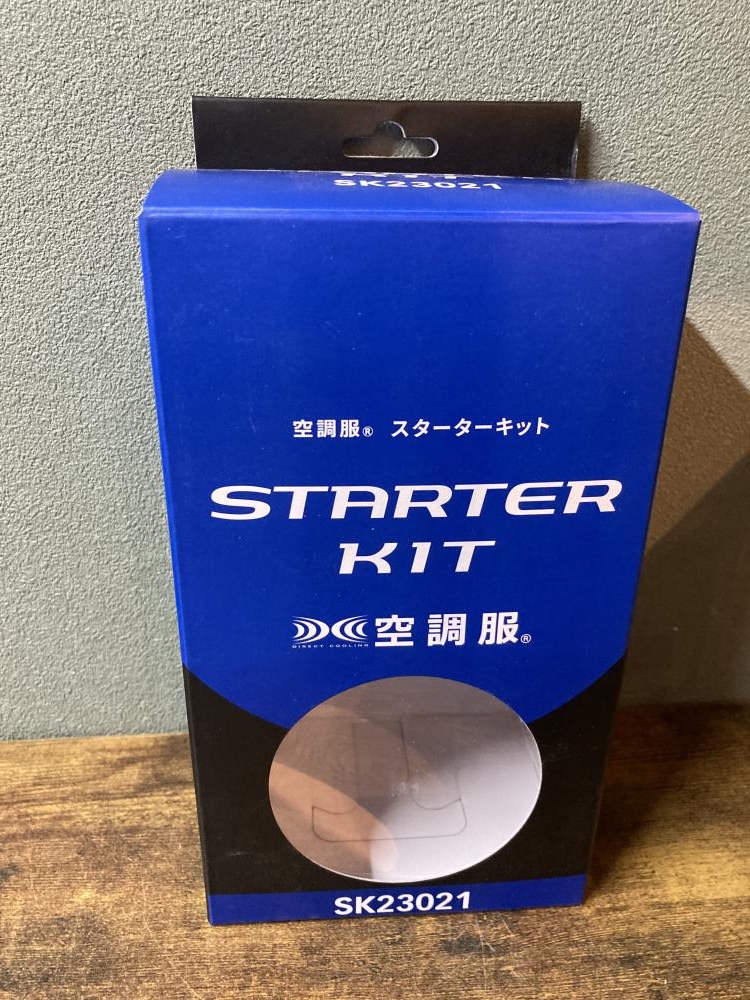 SK23021
空調服® スターターキット
STARTER
KIT
DIRECT COOLING
空調服®
SK23021